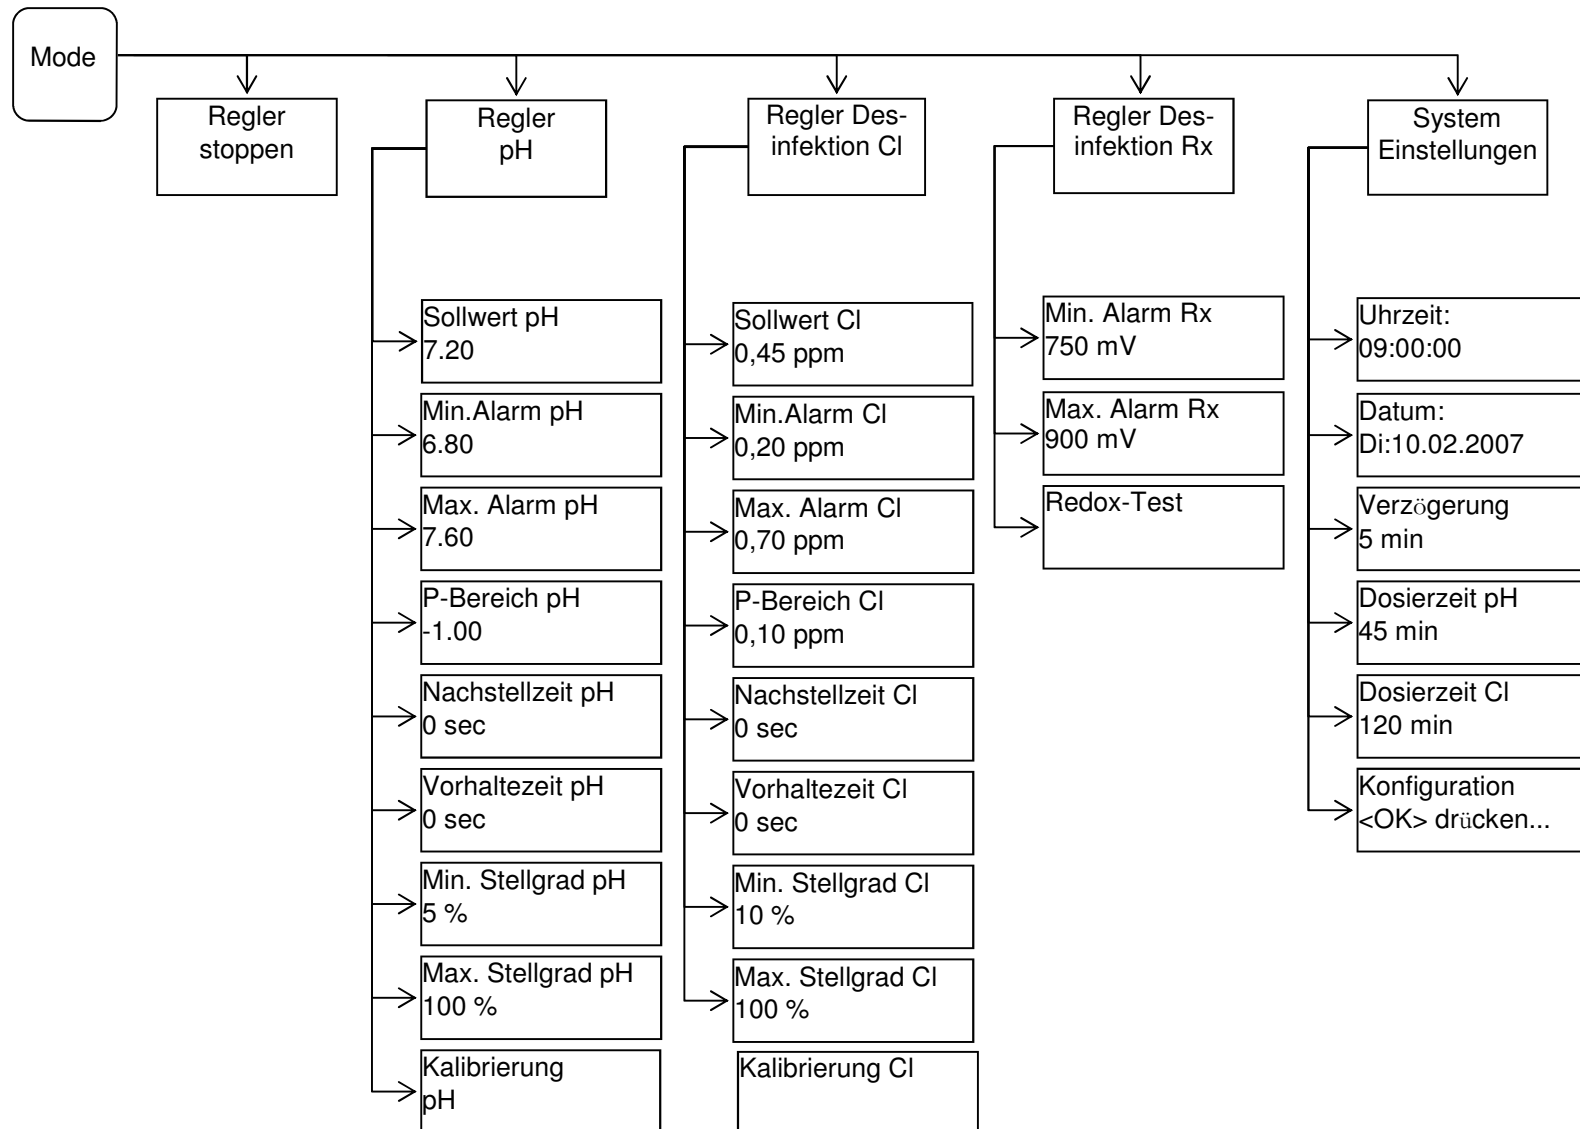 Mode
Regler
stoppen
Regler
pH
Regler Des-
infektion Cl
Regler Des-
infektion Rx
System
Einstellungen
Sollwert pH
7.20
Min.Alarm pH
6.80
Max. Alarm pH
7.60
P-Bereich pH
-1.00
Nachstellzeit pH
0 sec
Vorhaltezeit pH
0 sec
Min. Stellgrad pH
5 %
Max. Stellgrad pH
100 %
Kalibrierung
pH
Sollwert Cl
0,45 ppm
Min.Alarm Cl
0,20 ppm
Max. Alarm Cl
0,70 ppm
P-Bereich Cl
0,10 ppm
Nachstellzeit Cl
0 sec
Vorhaltezeit Cl
0 sec
Min. Stellgrad Cl
10 %
Max. Stellgrad Cl
100 %
Kalibrierung Cl
Min. Alarm Rx
750 mV
Max. Alarm Rx
900 mV
Redox-Test
Uhrzeit:
09:00:00
Datum:
Di:10.02.2007
Verzögerung
5 min
Dosierzeit pH
45 min
Dosierzeit Cl
120 min
Konfiguration
<OK> drücken...